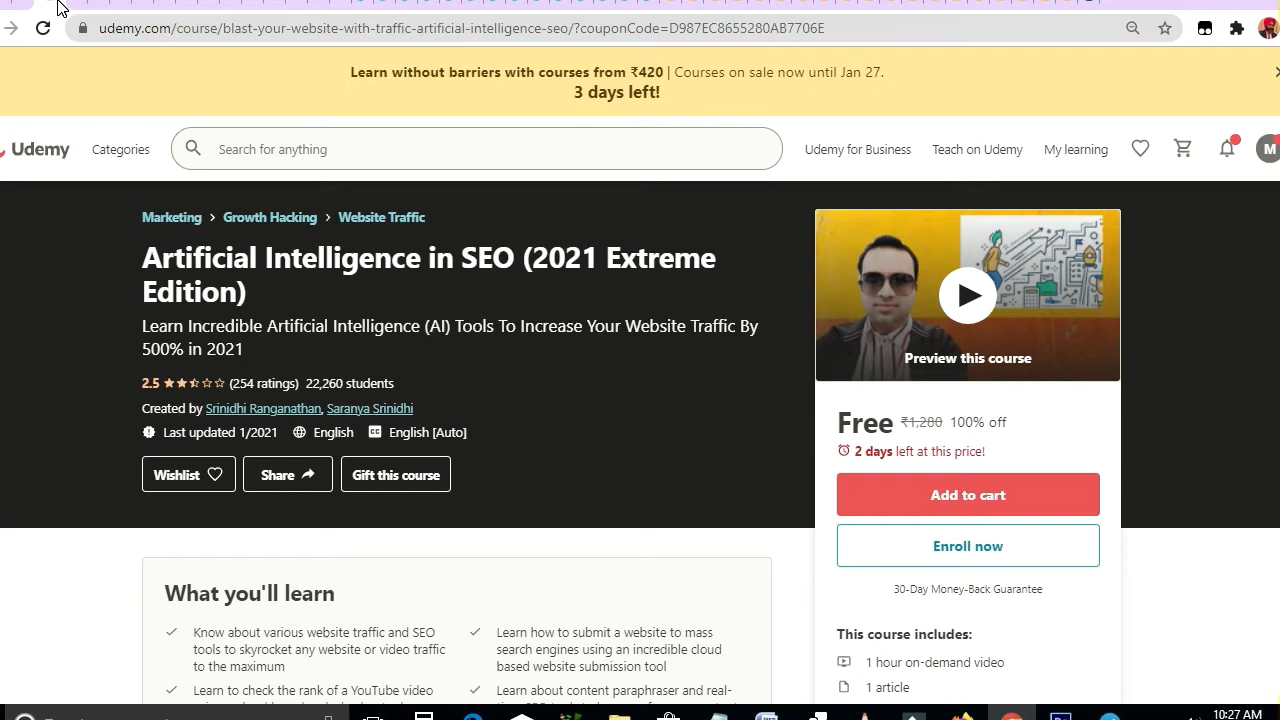 udemy.com/course/blast-your-website-with-traffic-artificial-intelligence-seo/?couponCode=D987EC8655280AB7706E
Learn without barriers with courses from ₹420 | Courses on sale now until Jan 27.
3 days left!
Udemy Categories Search for anything Udemy for Business Teach on Udemy My learning M
Marketing > Growth Hacking > Website Traffic
Artificial Intelligence in SEO (2021 Extreme
Edition)
Learn Incredible Artificial Intelligence (AI) Tools To Increase Your Website Traffic By
500% in 2021
2.5 (254 ratings) 22,260 students
Created by Srinidhi Ranganathan, Saranya Srinidhi
Last updated 1/2021 English English [Auto]
Wishlist Share Gift this course
Preview this course
Free ₹1,280 100% off
2 days left at this price!
Add to cart
Enroll now
30-Day Money-Back Guarantee
This course includes:
1 hour on-demand video
1 article
What you'll learn
Know about various website traffic and SEO
tools to skyrocket any website or video traffic
to the maximum
Learn to check the rank of a YouTube video
Learn how to submit a website to mass
search engines using an incredible cloud
based website submission tool
Learn about content paraphraser and real-
10:27 AM